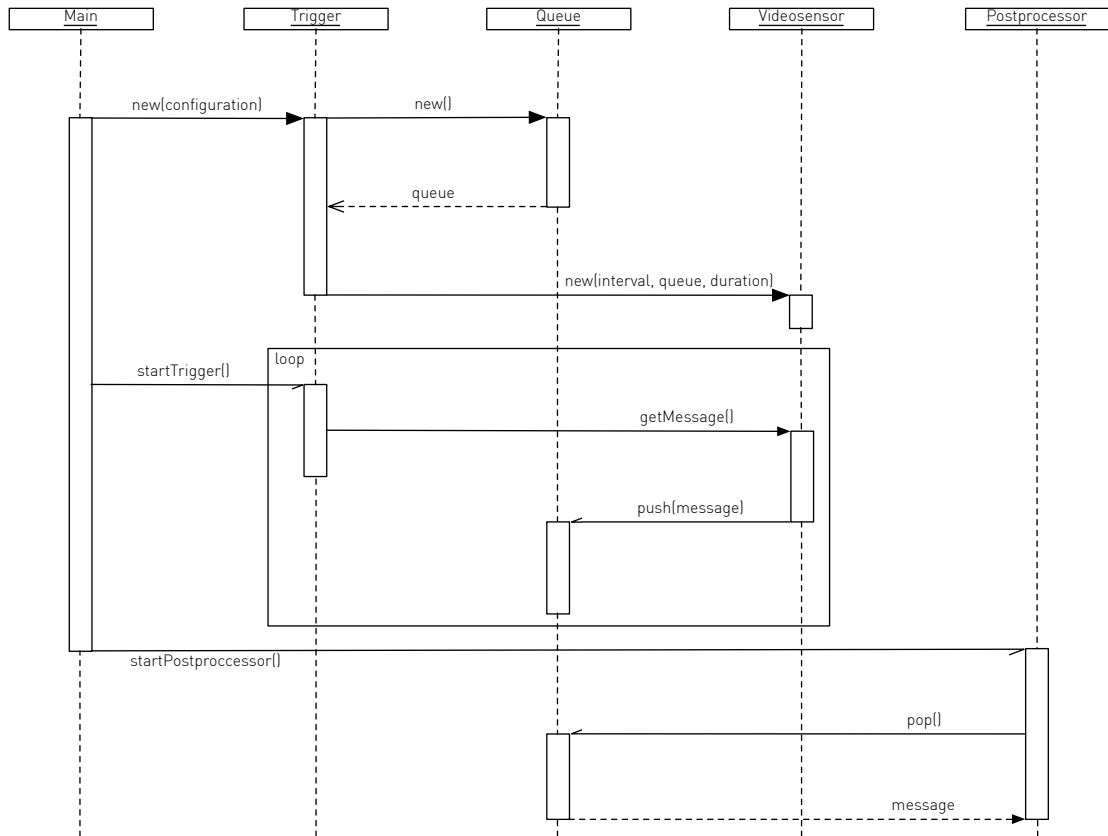 Main
Trigger
Queue
Videosensor
Postprocessor
new(configuration)
new()
queue
new(interval, queue, duration)
loop
startTrigger()
getMessage()
push(message)
startPostproccessor()
pop()
message